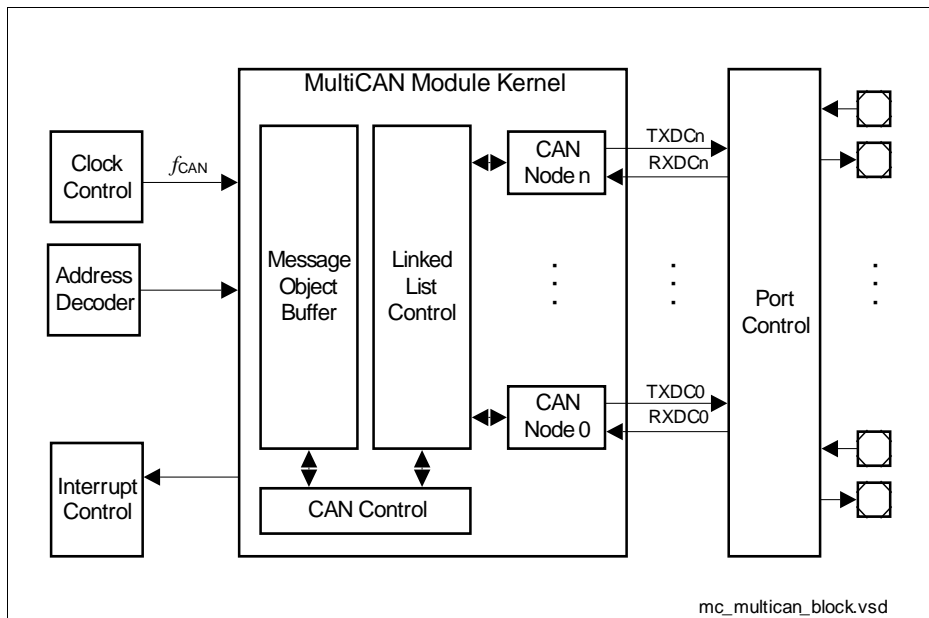 MultiCAN Module Kernel
Clock
Control
fCAN
Address
Decoder
Interrupt
Control
Message
Object
Buffer
Linked
List
Control
CAN Control
CAN
Node n
CAN
Node 0
TXDCn
RXDCn
TXDC0
RXDC0
Port
Control
mc_multican_block.vsd